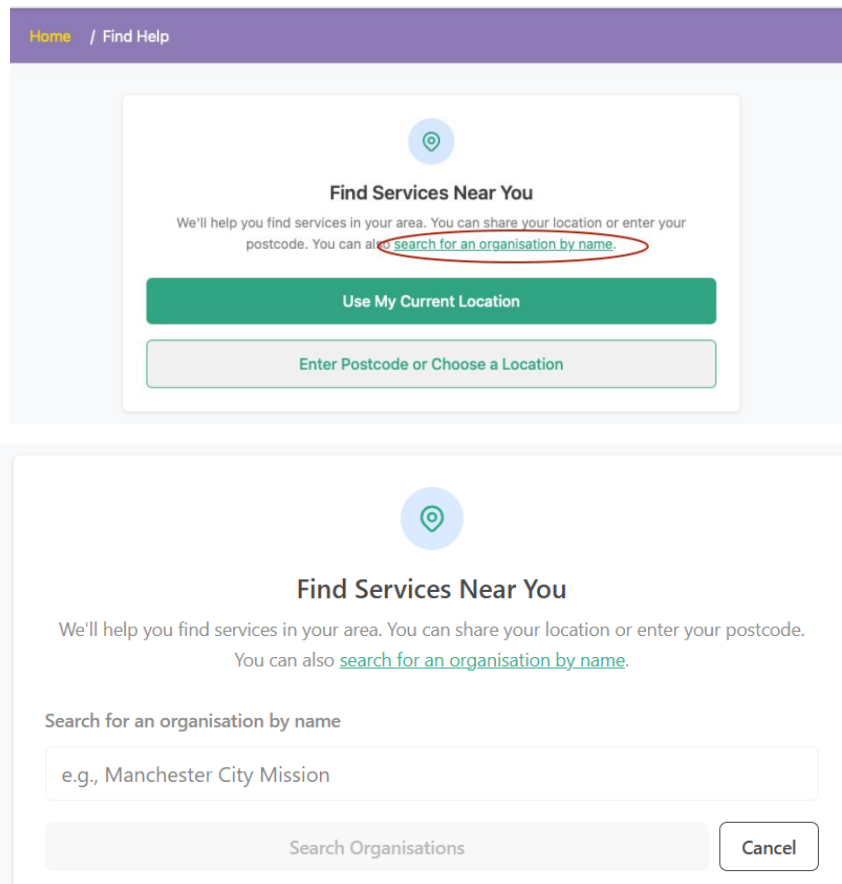 Home / Find Help
Find Services Near You
We'll help you find services in your area. You can share your location or enter your
postcode. You can also search for an organisation by name.
Use My Current Location
Enter Postcode or Choose a Location
Find Services Near You
We'll help you find services in your area. You can share your location or enter your postcode.
You can also search for an organisation by name.
Search for an organisation by name
e.g., Manchester City Mission
Search Organisations Cancel